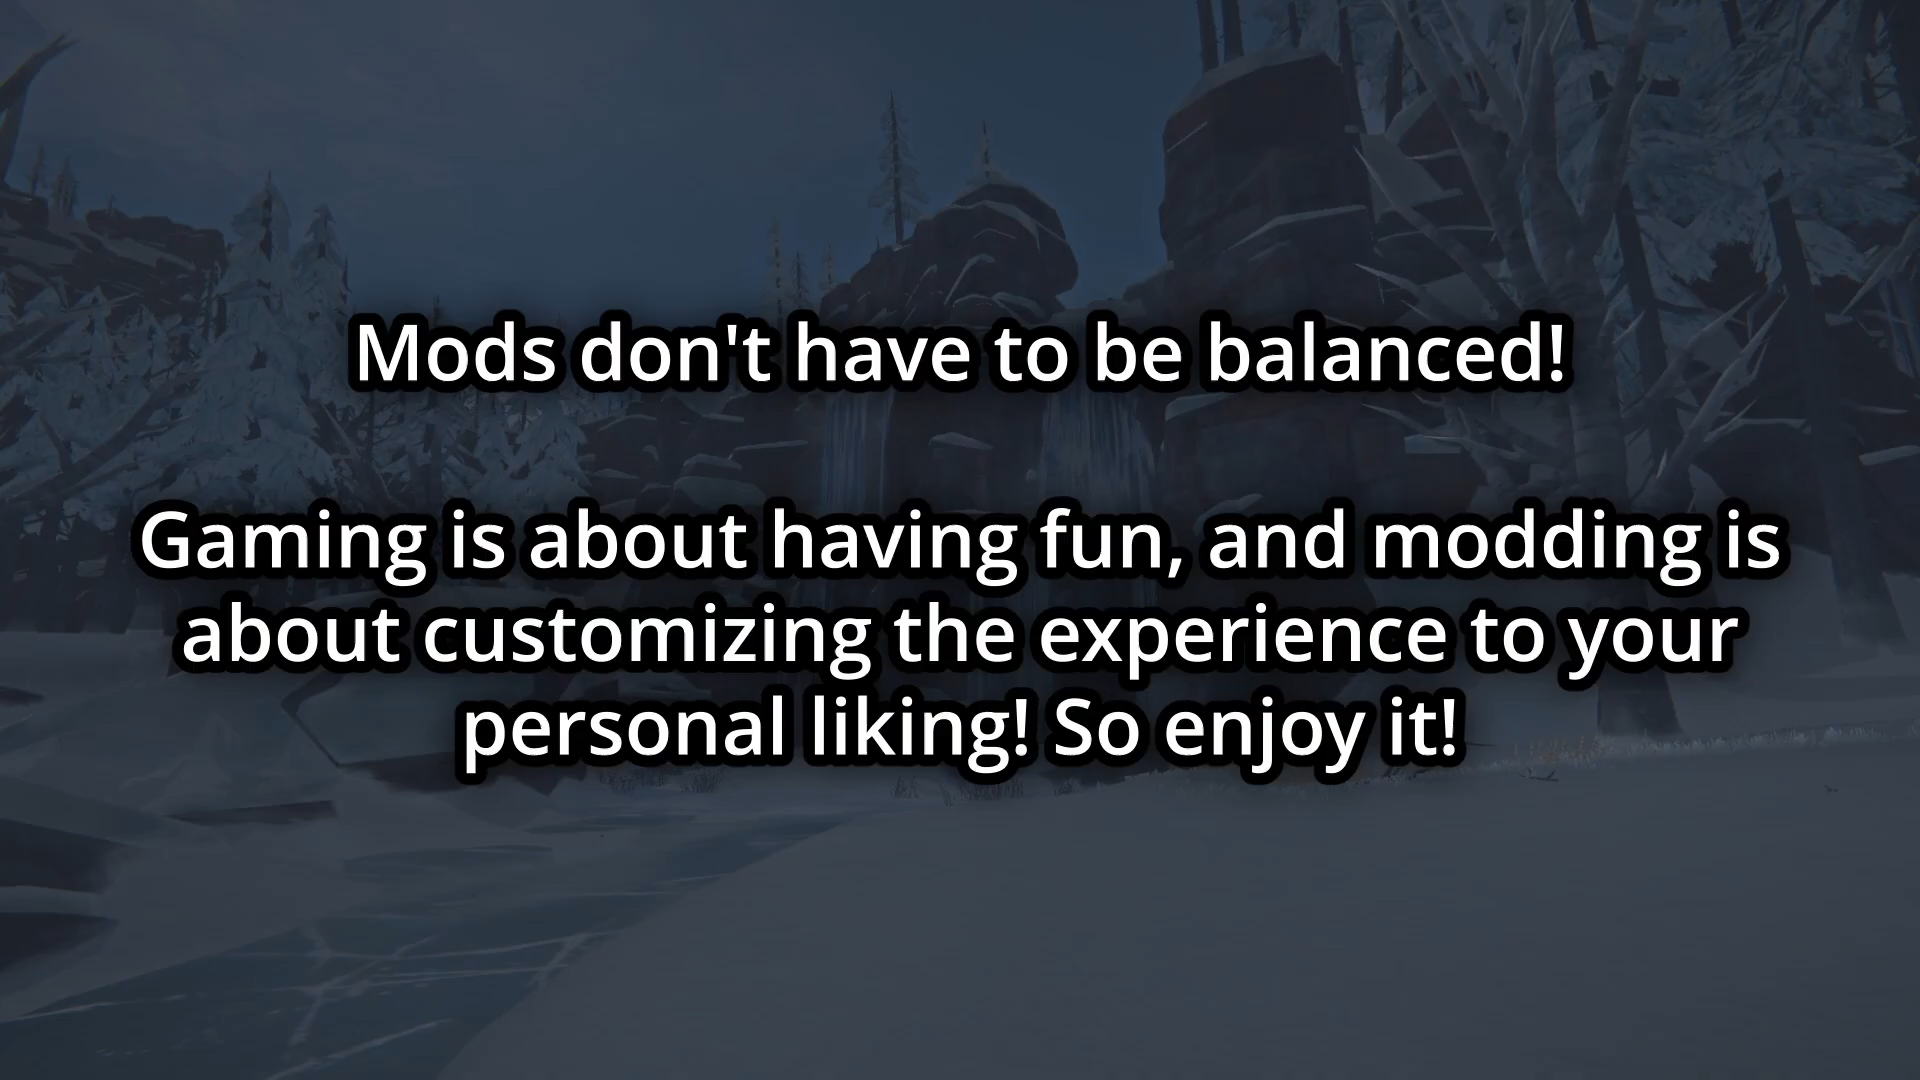 Mods don't have to be balanced!
Gaming is about having fun, and modding is
about customizing the experience to your
personal liking! So enjoy it!